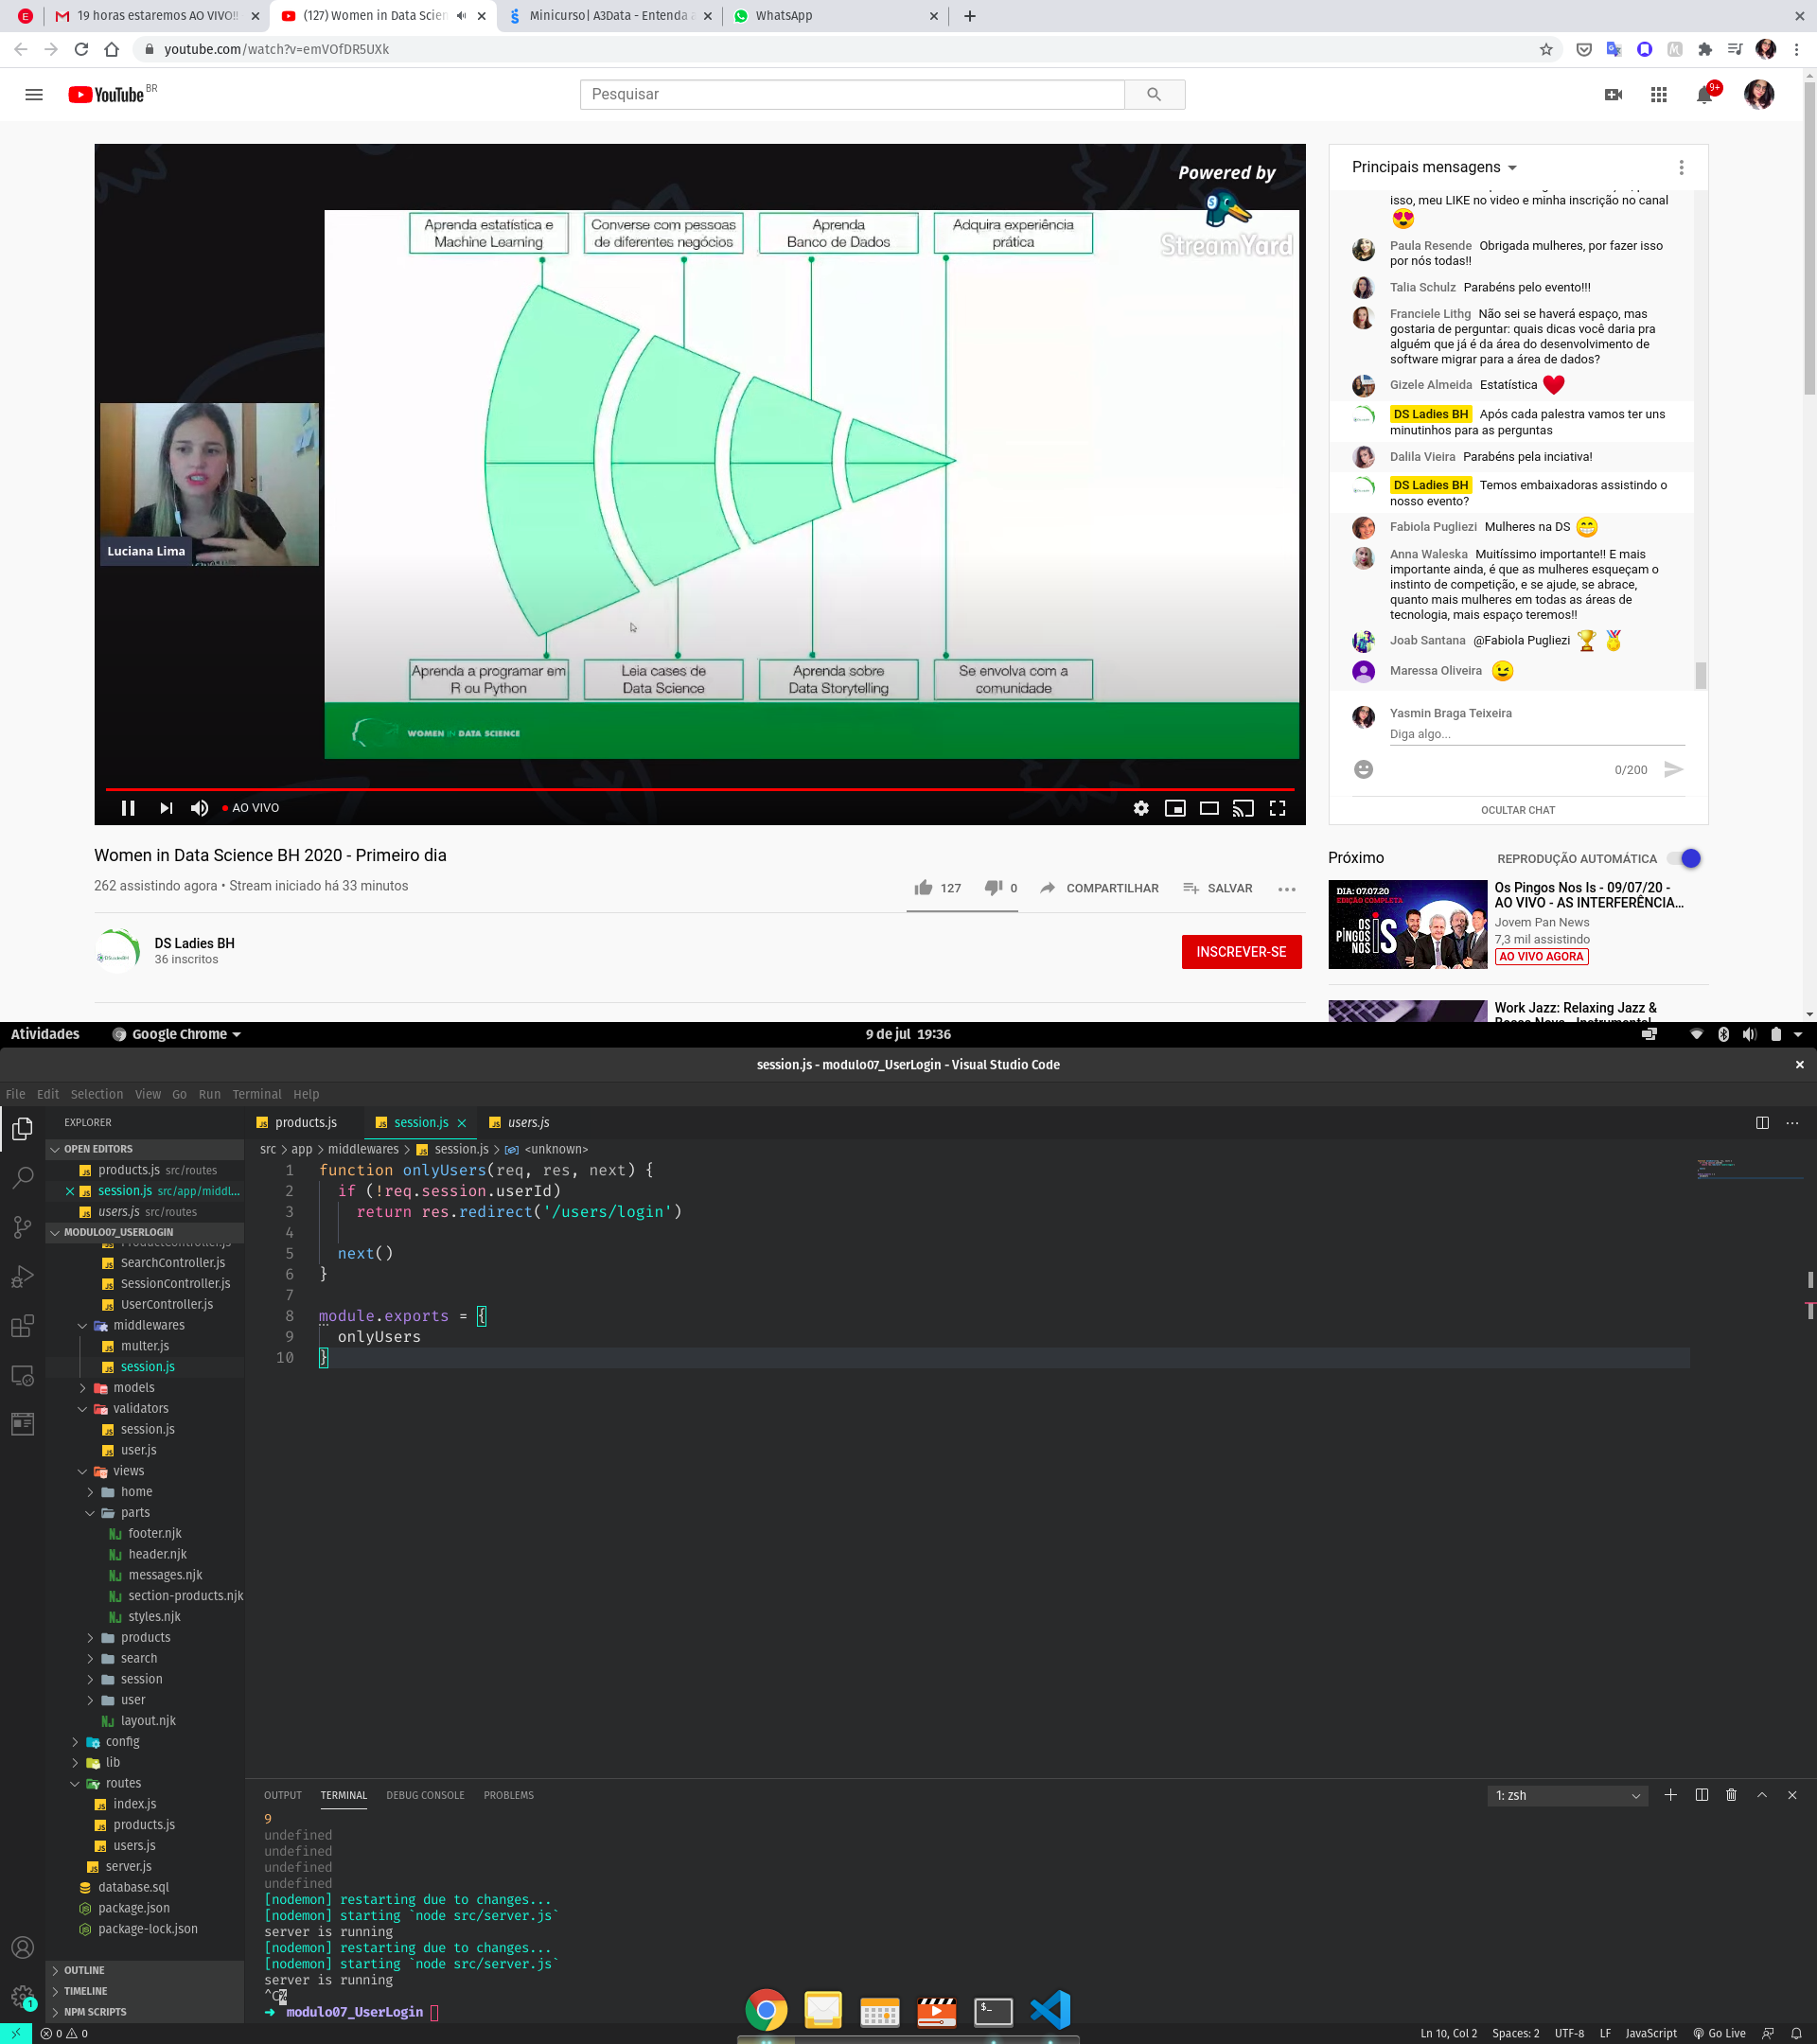 19 horas estaremos AO VIVO!!
(127) Women in Data Scien
Minicurso| A3Data - Entenda a
WhatsApp
youtube.com/watch?v=emVOfDR5UXk
YouTube BR
Pesquisar
9+
Powered by
StreamYard
Aprenda estatística e
Machine Learning
Converse com pessoas
de diferentes negócios
Aprenda
Banco de Dados
Adquira experiência
prática
Luciana Lima
Aprenda a programar em
R ou Python
Leia cases de
Data Science
Aprenda sobre
Data Storytelling
Se envolva com a
comunidade
WOMEN IN DATA SCIENCE
AO VIVO
Principais mensagens
isso, meu LIKE no video e minha inscrição no canal
Paula Resende Obrigada mulheres, por fazer isso
por nós todas!!
Talia Schulz Parabéns pelo evento!!!
Franciele Lithg Não sei se haverá espaço, mas
gostaria de perguntar: quais dicas você daria pra
alguém que já é da área do desenvolvimento de
software migrar para a área de dados?
Gizele Almeida Estatística
DS Ladies BH Após cada palestra vamos ter uns
minutinhos para as perguntas
Dalila Vieira Parabéns pela inciativa!
DS Ladies BH Temos embaixadoras assistindo o
nosso evento?
Fabiola Pugliezi Mulheres na DS
Anna Waleska Muitíssimo importante!! E mais
importante ainda, é que as mulheres esqueçam o
instinto de competição, e se ajude, se abrace,
quanto mais mulheres em todas as áreas de
tecnologia, mais espaço teremos!!
Joab Santana @Fabiola Pugliezi
Maressa Oliveira
Yasmin Braga Teixeira
Diga algo...
0/200
OCULTAR CHAT
Women in Data Science BH 2020 - Primeiro dia
262 assistindo agora • Stream iniciado há 33 minutos
127
0
COMPARTILHAR
SALVAR
DS Ladies BH
36 inscritos
INSCREVER-SE
Próximo
REPRODUÇÃO AUTOMÁTICA
DIA: 07.07.20
EDIÇÃO COMPLETA
OS
PINGOS
NOS
IS
Os Pingos Nos Is - 09/07/20 -
AO VIVO - AS INTERFERÊNCIA...
Jovem Pan News
7,3 mil assistindo
AO VIVO AGORA
Work Jazz: Relaxing Jazz &
Atividades
Google Chrome
9 de jul 19:36
session.js - modulo07_UserLogin - Visual Studio Code
File Edit Selection View Go Run Terminal Help
EXPLORER
OPEN EDITORS
products.js src/routes
session.js src/app/middl...
users.js src/routes
MODULO07_USERLOGIN
ProductController.js
SearchController.js
SessionController.js
UserController.js
middlewares
multer.js
session.js
models
validators
session.js
user.js
views
home
parts
footer.njk
header.njk
messages.njk
section-products.njk
styles.njk
products
search
session
user
layout.njk
config
lib
routes
index.js
products.js
users.js
server.js
database.sql
package.json
package-lock.json
OUTLINE
TIMELINE
NPM SCRIPTS
products.js
session.js
users.js
src > app > middlewares > session.js > <unknown>
1 function onlyUsers(req, res, next) {
2 if (!req.session.userId)
3 return res.redirect('/users/login')
4
5 next()
6 }
7
8 module.exports = {
9 onlyUsers
10 }
OUTPUT TERMINAL DEBUG CONSOLE PROBLEMS
1: zsh
9
undefined
undefined
undefined
undefined
[nodemon] restarting due to changes...
[nodemon] starting `node src/server.js`
server is running
[nodemon] restarting due to changes...
[nodemon] starting `node src/server.js`
server is running
^C%
➜ modulo07_UserLogin
1
0 0
Ln 10, Col 2 Spaces: 2 UTF-8 LF JavaScript Go Live